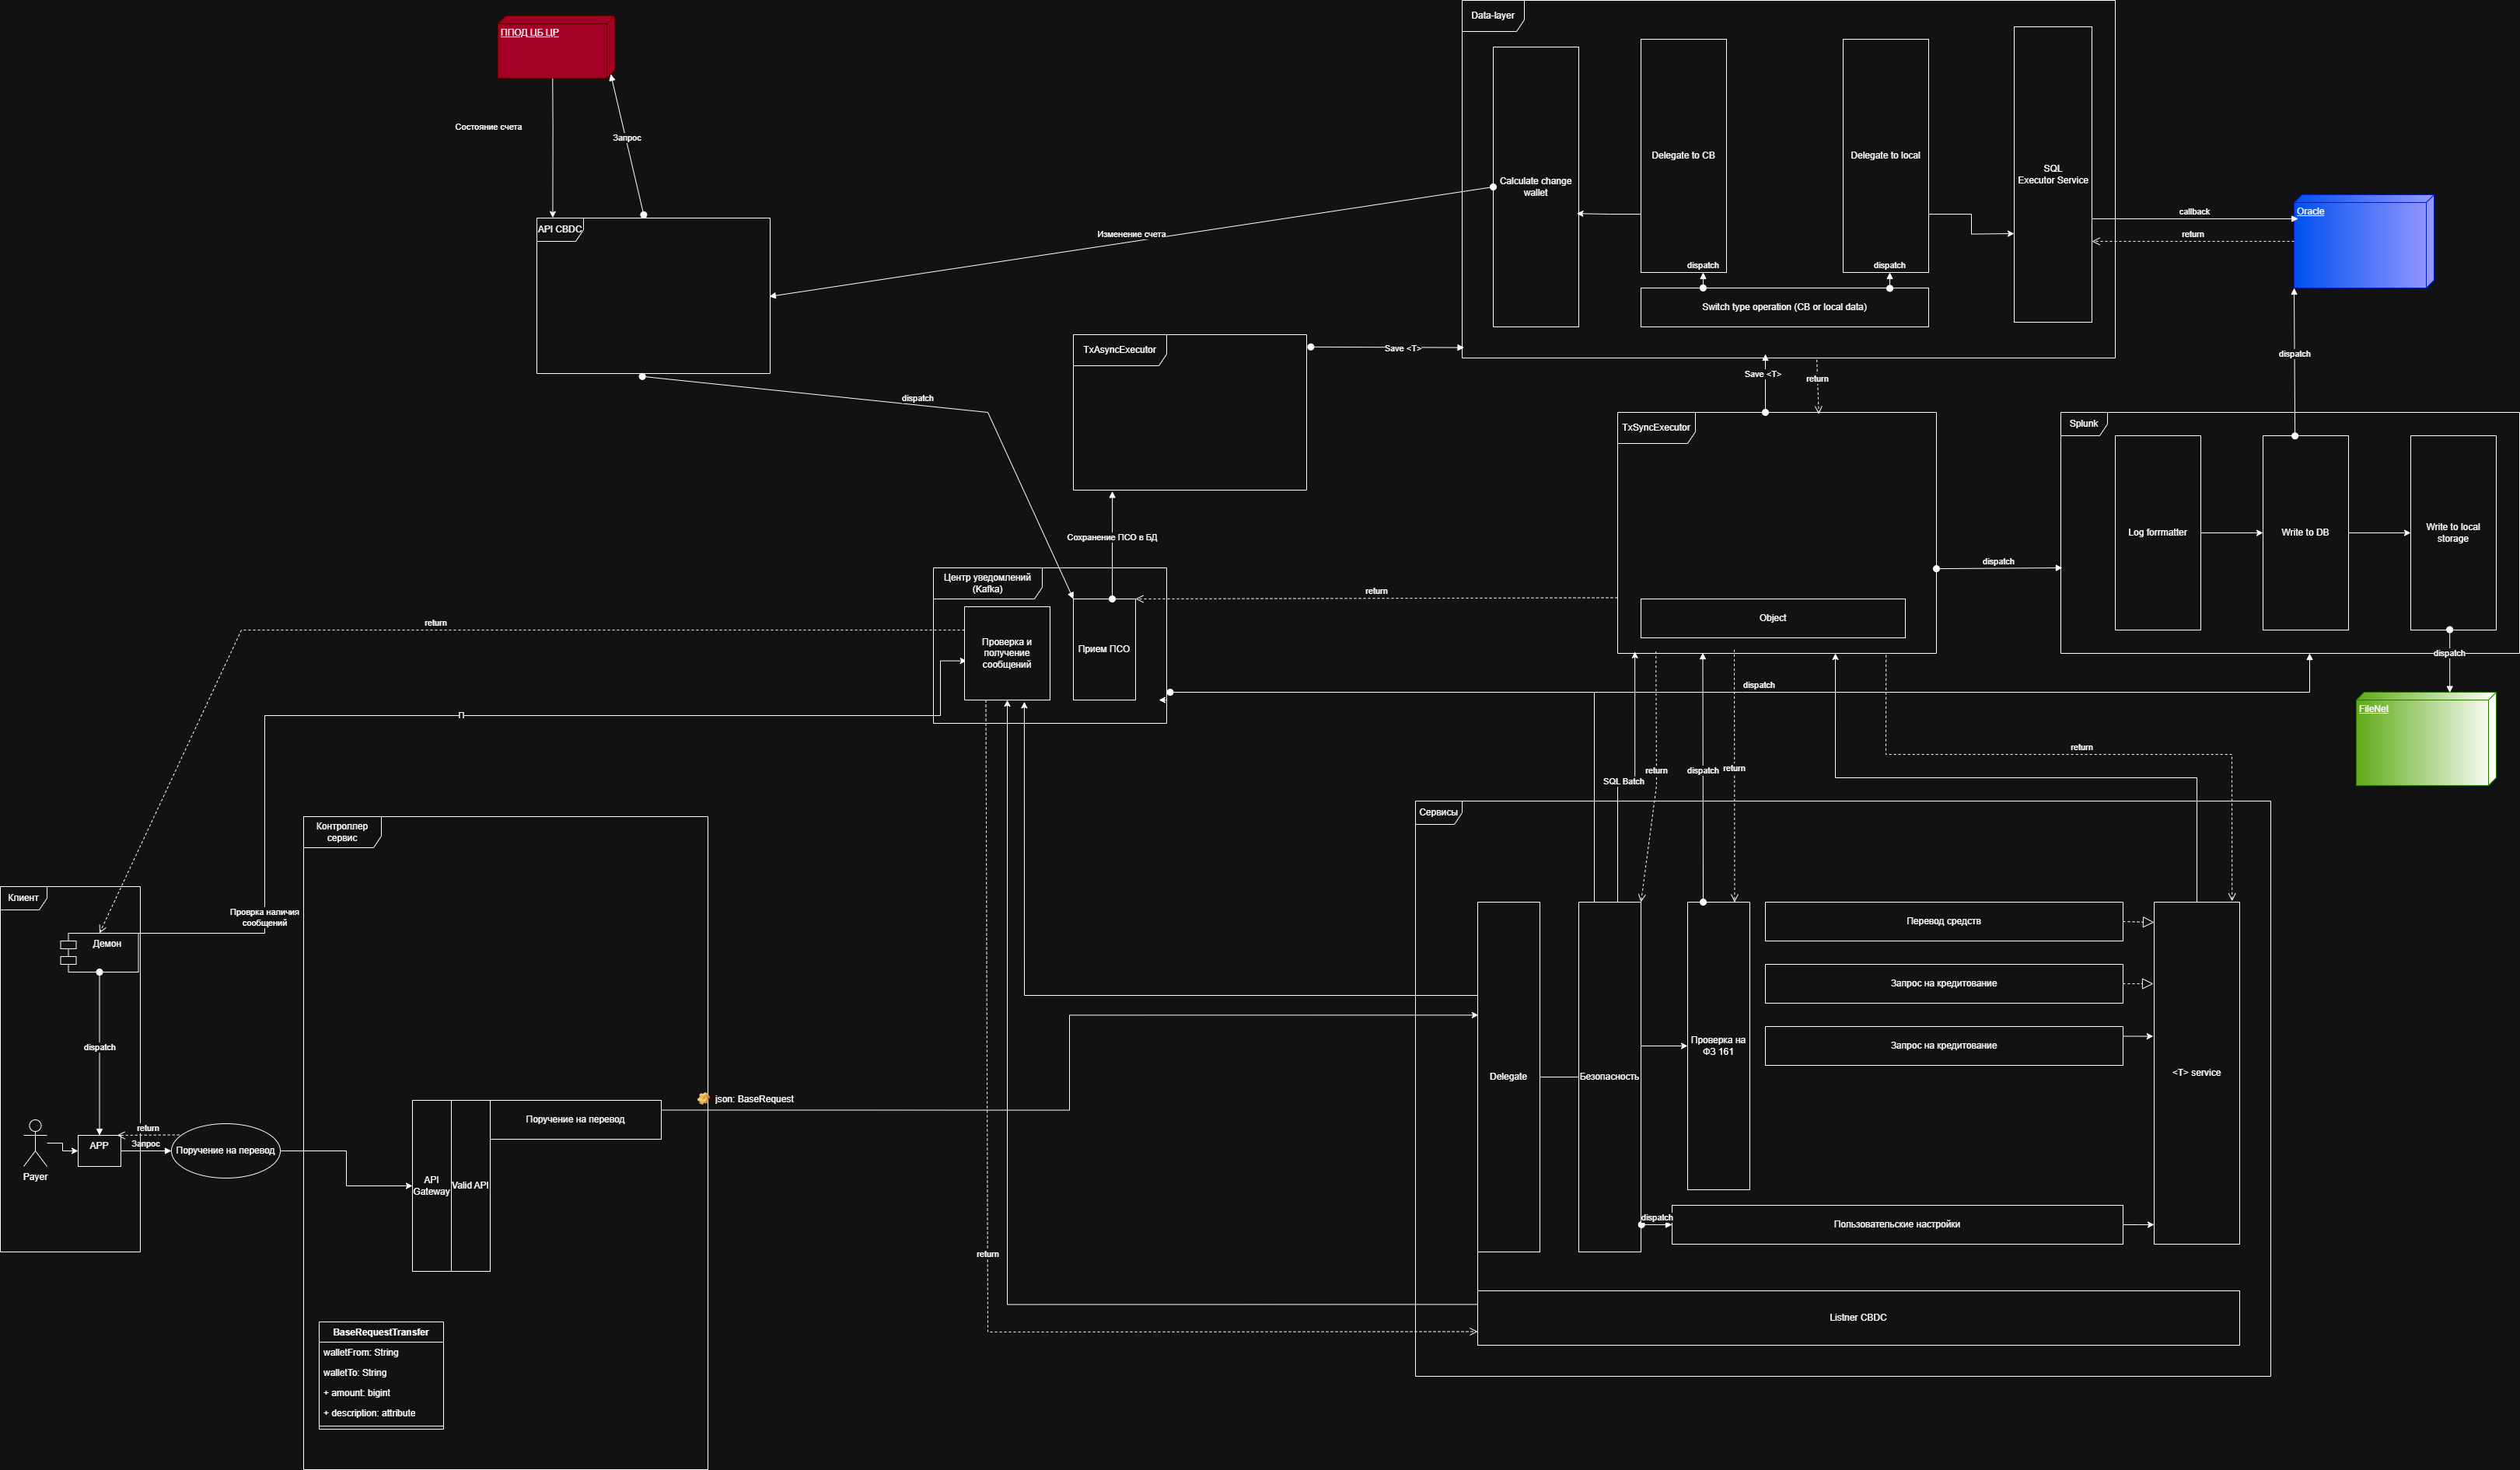 ППОД ЦБ ЦР
Состояние счета
Запрос
API CBDC
Изменение счета
dispatch
Data-layer
Calculate change
wallet
Delegate to CB
dispatch
Delegate to local
dispatch
Switch type operation (CB or local data)
SQL
Executor Service
callback
return
Oracle
dispatch
TxAsyncExecutor
Save <T>
Save <T>
return
TxSyncExecutor
Object
dispatch
Splunk
Log forrmatter
Write to DB
Write to local
storage
dispatch
FileNet
Сохранение ПСО в БД
Центр уведомлений
(Kafka)
Проверка и
получение
сообщений
Прием ПСО
return
return
dispatch
П
SQL Batch
return
dispatch
return
return
Клиент
Проврка наличия
сообщений
Демон
dispatch
Payer
APP
return
Запрос
Поручение на перевод
Контроллер
сервис
API
Gateway
Valid API
Поручение на перевод
json: BaseRequest
BaseRequestTransfer
walletFrom: String
walletTo: String
+ amount: bigint
+ description: attribute
return
Сервисы
Delegate
Безопасность
Проверка на
ФЗ 161
Перевод средств
Запрос на кредитование
Запрос на кредитование
<T> service
dispatch
Пользовательские настройки
Listner CBDC